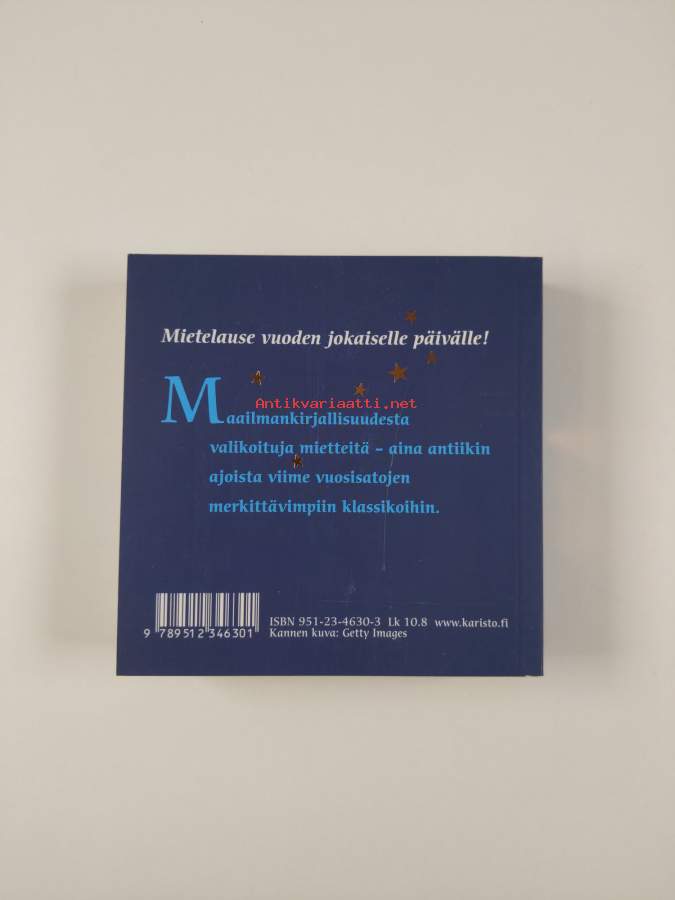 Mietelause vuoden jokaiselle päivälle!
Antikvariaatti.net
Maailmankirjallisuudesta
valikoituja mietteitä – aina antiikin
ajoista viime vuosisatojen
merkittävimpiin klassikoihin.
ISBN 951-23-4630-3 Lk 10.8 www.karisto.fi
Kannen kuva: Getty Images
9 789512 346301